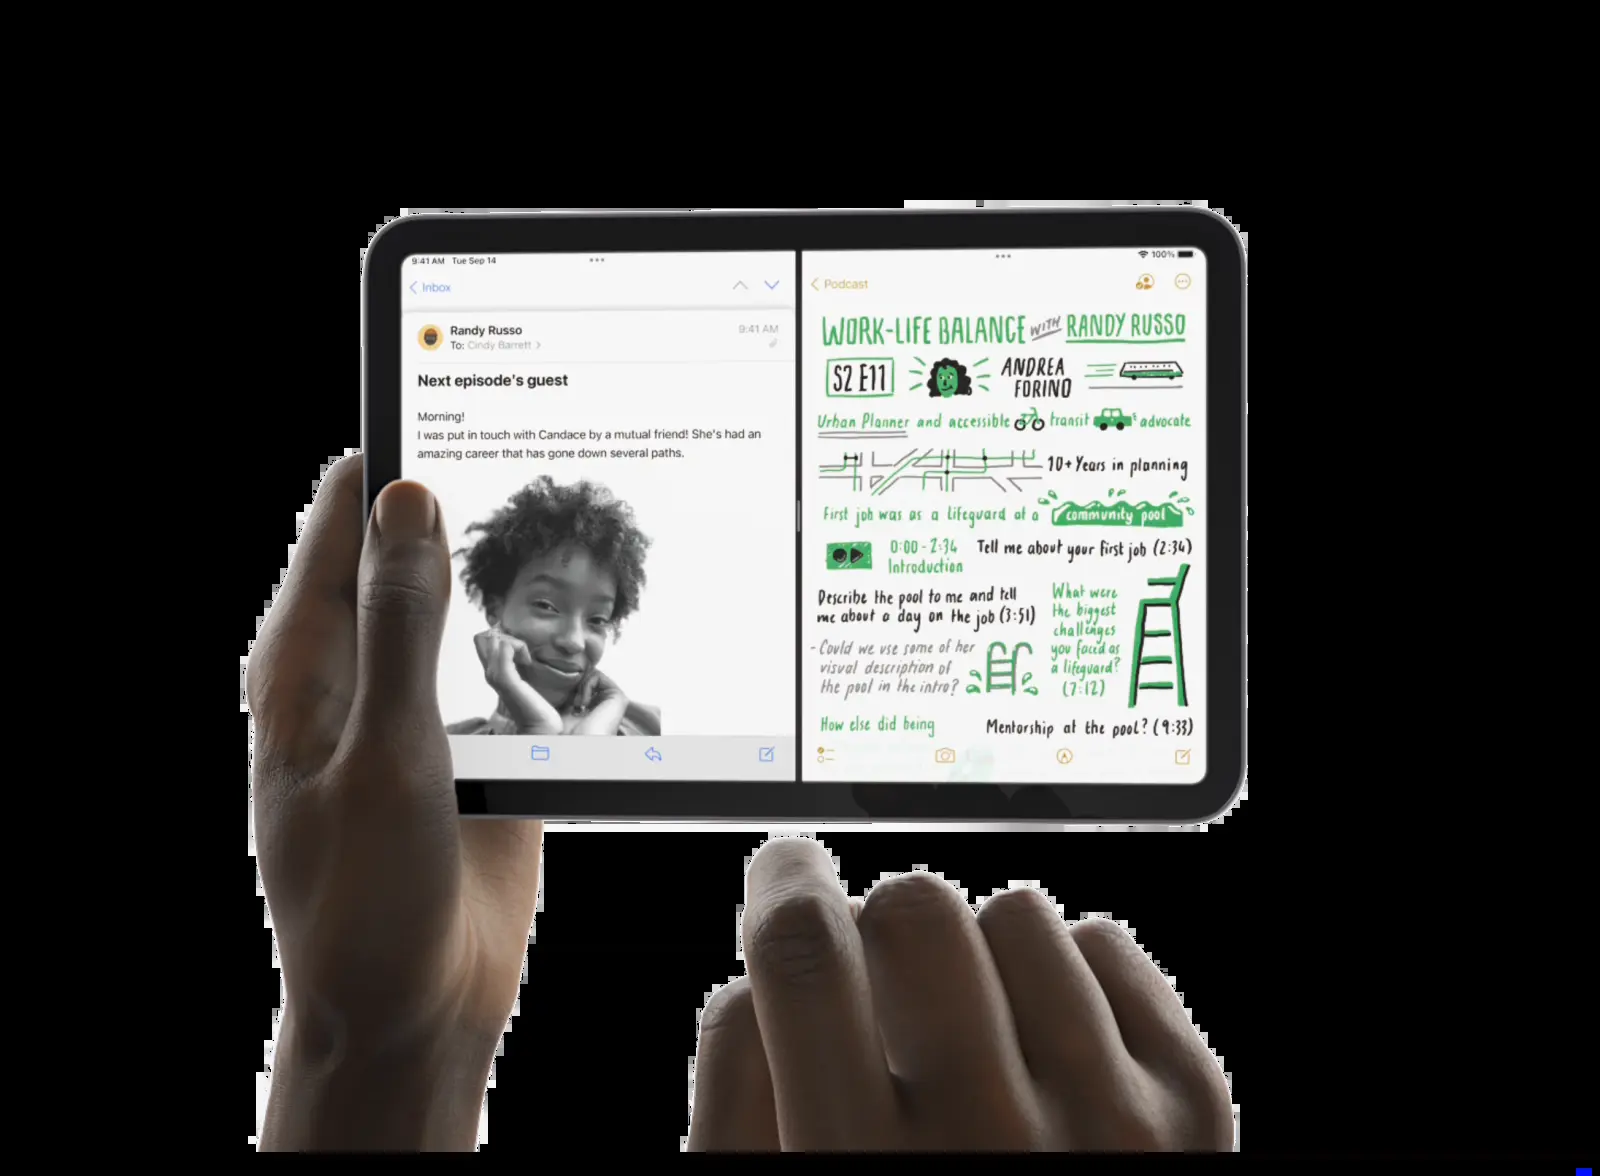 9:41 AM Tue Sep 14
Inbox
Randy Russo
9:41 AM
To: Cindy Barrett
Next episode's guest
Morning!
I was put in touch with Candace by a mutual friend! She's had an
amazing career that has gone down several paths.
100%
Podcast
WORK-LIFE BALANCE WITH RANDY RUSSO
S2 E11
ANDREA
FORINO
Urban Planner and accessible transit advocate
10+ Years in planning
First job was as a lifeguard at a community pool
0:00 - 2:34
Introduction
Tell me about your first job (2:34)
Describe the pool to me and tell
me about a day on the job (3:51)
- Could we use some of her
visual description of
the pool in the intro?
What were
the biggest
challenges
you faced as
a lifeguard?
(7:12)
How else did being
Mentorship at the pool? (9:33)